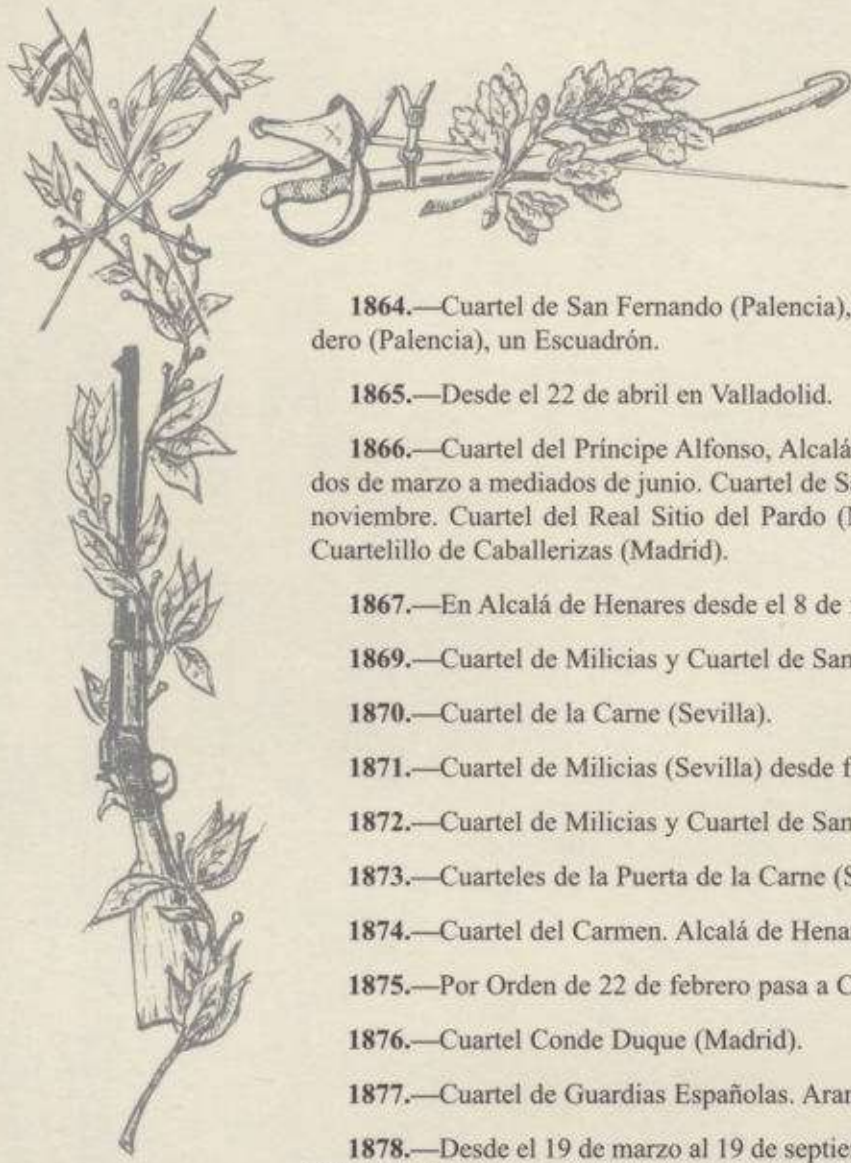 1864.—Cuartel de San Fernando (Palencia),
dero (Palencia), un Escuadrón.
1865.—Desde el 22 de abril en Valladolid.
1866.—Cuartel del Príncipe Alfonso, Alcalá
dos de marzo a mediados de junio. Cuartel de
noviembre. Cuartel del Real Sitio del Pardo
Cuartelillo de Caballerizas (Madrid).
1867.—En Alcalá de Henares desde el 8 de
1869.—Cuartel de Milicias y Cuartel de San
1870.—Cuartel de la Carne (Sevilla).
1871.—Cuartel de Milicias (Sevilla) desde
1872.—Cuartel de Milicias y Cuartel de San
1873.—Cuarteles de la Puerta de la Carne
1874.—Cuartel del Carmen. Alcalá de
1875.—Por Orden de 22 de febrero pasa a
1876.—Cuartel Conde Duque (Madrid).
1877.—Cuartel de Guardias Españolas.
1878.—Desde el 19 de marzo al 19 de